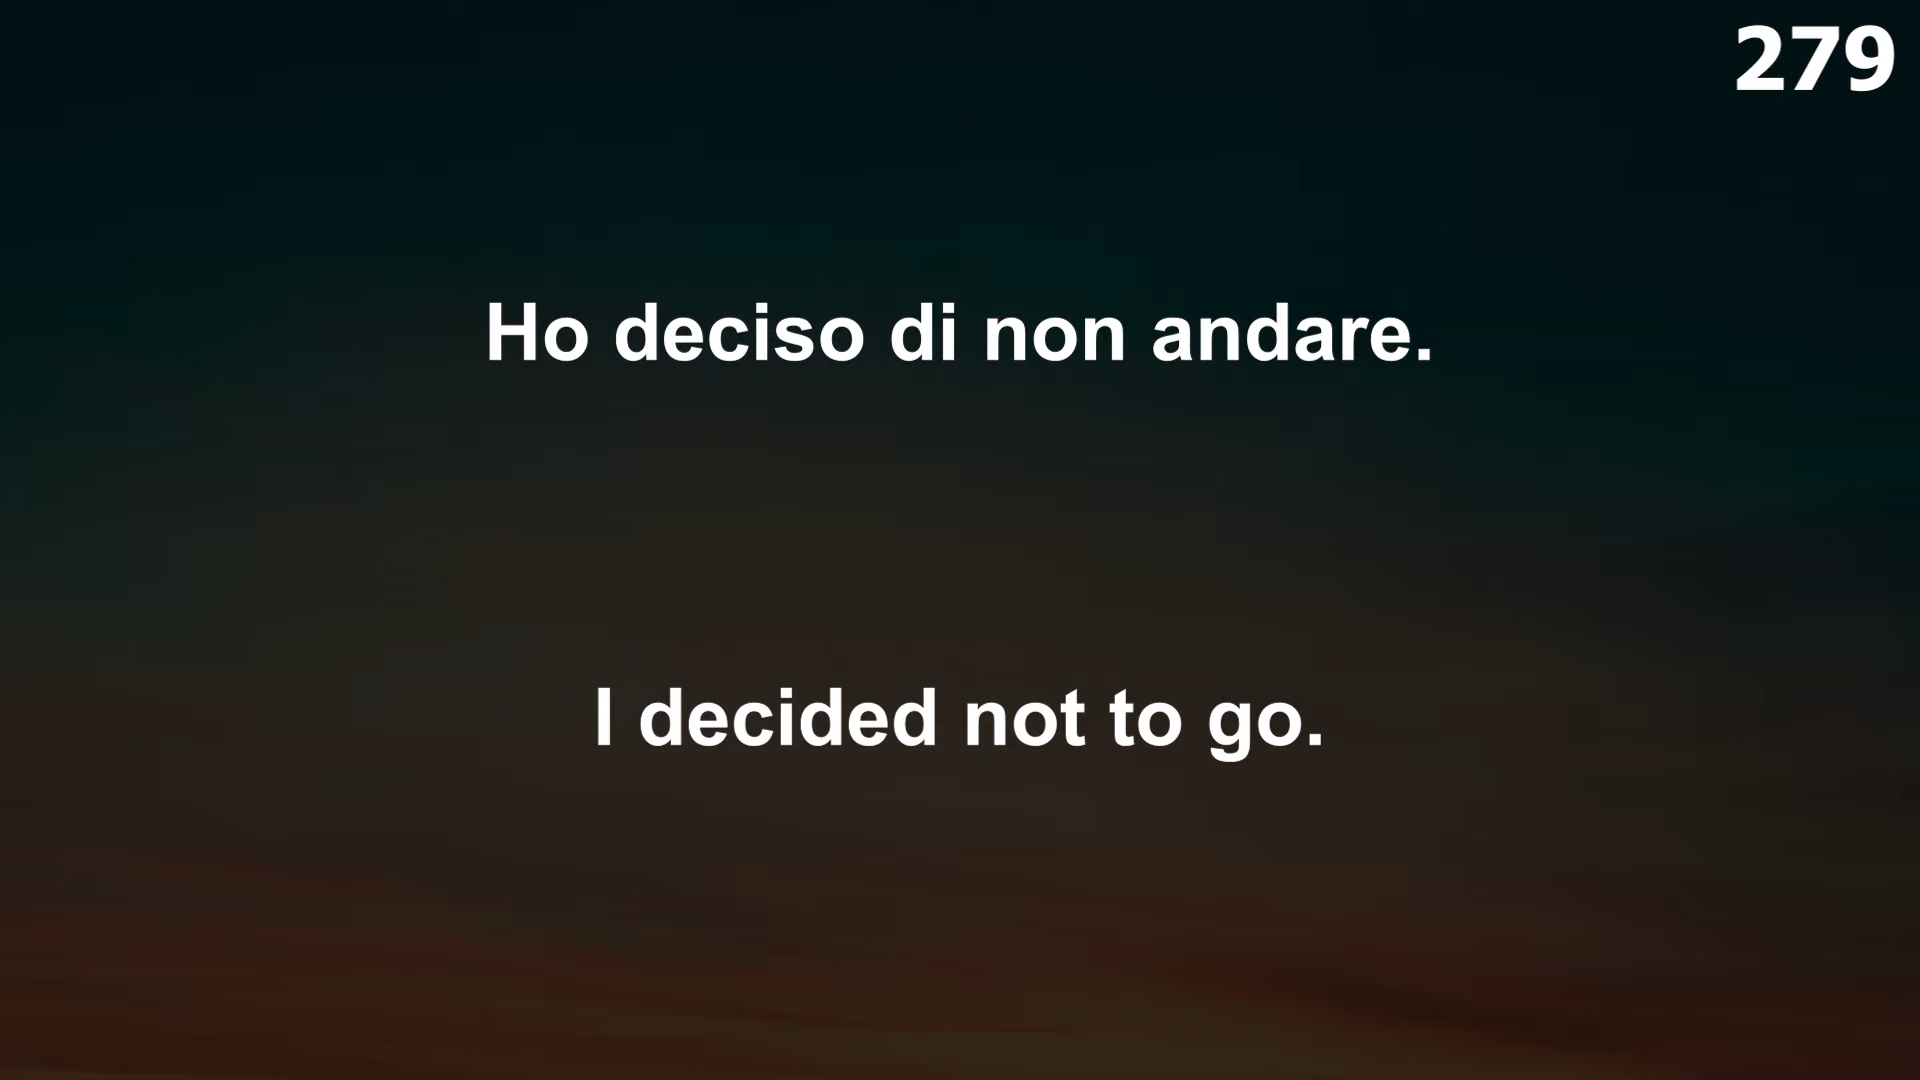 279
Ho deciso di non andare.
I decided not to go.